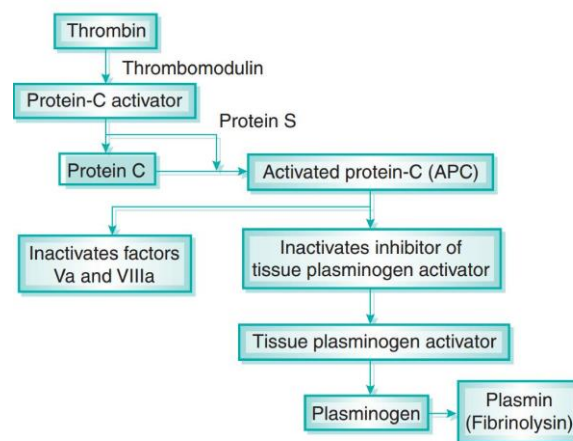 Thrombin
Thrombomodulin
Protein-C activator
Protein S
Protein C
Activated protein-C (APC)
Inactivates factors
Va and VIIIa
Inactivates inhibitor of
tissue plasminogen activator
Tissue plasminogen activator
Plasminogen
Plasmin
(Fibrinolysin)